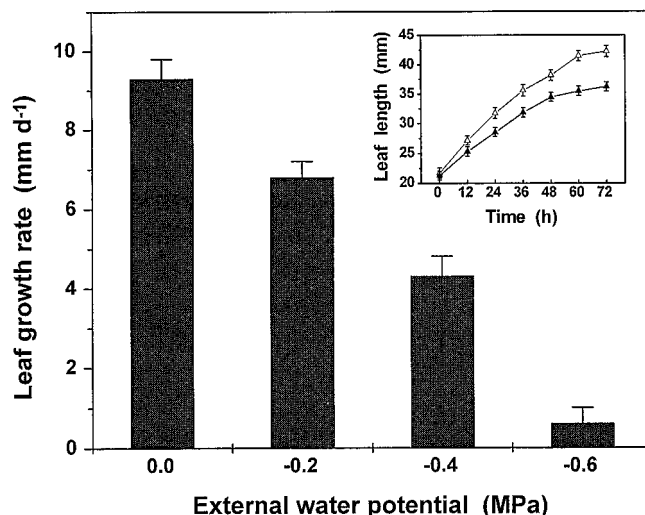 10
8
6
4
2
0
Leaf growth rate (mm d-1)
0.0 -0.2 -0.4 -0.6
External water potential (MPa)
45
40
35
30
25
20
Leaf length (mm)
0 12 24 36 48 60 72
Time (h)